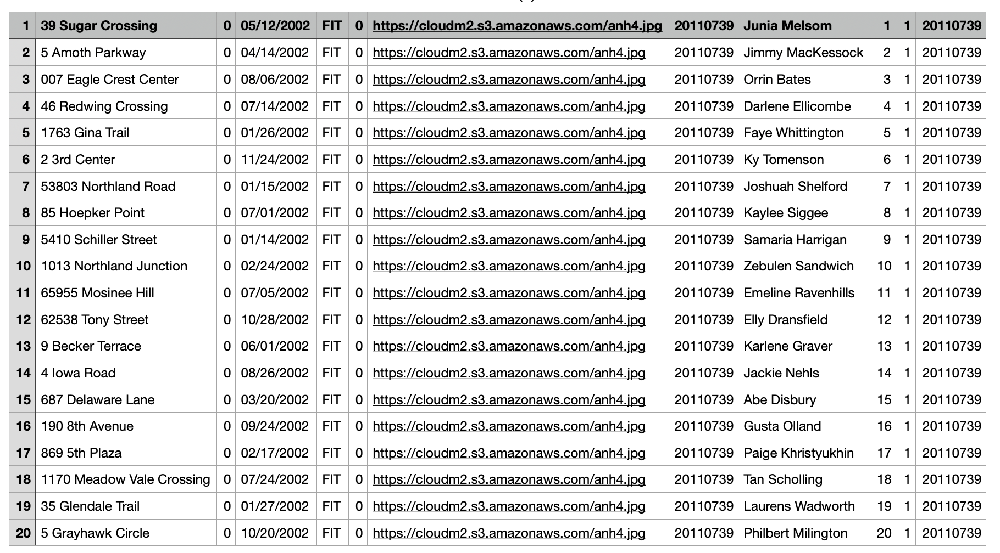 1 39 Sugar Crossing 0 05/12/2002 FIT 0 https://cloudm2.s3.amazonaws.com/anh4.jpg 20110739 Junia Melsom 1 1 20110739
2 5 Amoth Parkway 0 04/14/2002 FIT 0 https://cloudm2.s3.amazonaws.com/anh4.jpg 20110739 Jimmy MacKessock 2 1 20110739
3 007 Eagle Crest Center 0 08/06/2002 FIT 0 https://cloudm2.s3.amazonaws.com/anh4.jpg 20110739 Orrin Bates 3 1 20110739
4 46 Redwing Crossing 0 07/14/2002 FIT 0 https://cloudm2.s3.amazonaws.com/anh4.jpg 20110739 Darlene Ellicombe 4 1 20110739
5 1763 Gina Trail 0 01/26/2002 FIT 0 https://cloudm2.s3.amazonaws.com/anh4.jpg 20110739 Faye Whittington 5 1 20110739
6 2 3rd Center 0 11/24/2002 FIT 0 https://cloudm2.s3.amazonaws.com/anh4.jpg 20110739 Ky Tomenson 6 1 20110739
7 53803 Northland Road 0 01/15/2002 FIT 0 https://cloudm2.s3.amazonaws.com/anh4.jpg 20110739 Joshuah Shelford 7 1 20110739
8 85 Hoepker Point 0 07/01/2002 FIT 0 https://cloudm2.s3.amazonaws.com/anh4.jpg 20110739 Kaylee Siggee 8 1 20110739
9 5410 Schiller Street 0 01/14/2002 FIT 0 https://cloudm2.s3.amazonaws.com/anh4.jpg 20110739 Samaria Harrigan 9 1 20110739
10 1013 Northland Junction 0 02/24/2002 FIT 0 https://cloudm2.s3.amazonaws.com/anh4.jpg 20110739 Zebulen Sandwich 10 1 20110739
11 65955 Mosinee Hill 0 07/05/2002 FIT 0 https://cloudm2.s3.amazonaws.com/anh4.jpg 20110739 Emeline Ravenhills 11 1 20110739
12 62538 Tony Street 0 10/28/2002 FIT 0 https://cloudm2.s3.amazonaws.com/anh4.jpg 20110739 Elly Dransfield 12 1 20110739
13 9 Becker Terrace 0 06/01/2002 FIT 0 https://cloudm2.s3.amazonaws.com/anh4.jpg 20110739 Karlene Graver 13 1 20110739
14 4 Iowa Road 0 08/26/2002 FIT 0 https://cloudm2.s3.amazonaws.com/anh4.jpg 20110739 Jackie Nehls 14 1 20110739
15 687 Delaware Lane 0 03/20/2002 FIT 0 https://cloudm2.s3.amazonaws.com/anh4.jpg 20110739 Abe Disbury 15 1 20110739
16 190 8th Avenue 0 09/24/2002 FIT 0 https://cloudm2.s3.amazonaws.com/anh4.jpg 20110739 Gusta Olland 16 1 20110739
17 869 5th Plaza 0 02/17/2002 FIT 0 https://cloudm2.s3.amazonaws.com/anh4.jpg 20110739 Paige Khristyukhin 17 1 20110739
18 1170 Meadow Vale Crossing 0 07/24/2002 FIT 0 https://cloudm2.s3.amazonaws.com/anh4.jpg 20110739 Tan Scholling 18 1 20110739
19 35 Glendale Trail 0 01/27/2002 FIT 0 https://cloudm2.s3.amazonaws.com/anh4.jpg 20110739 Laurens Wadworth 19 1 20110739
20 5 Grayhawk Circle 0 10/20/2002 FIT 0 https://cloudm2.s3.amazonaws.com/anh4.jpg 20110739 Philbert Milington 20 1 20110739